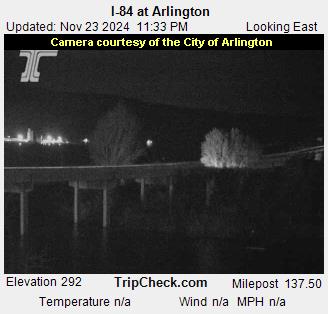 I-84 at Arlington
Updated: Nov 23 2024 11:33 PM Looking East
Camera courtesy of the City of Arlington
Elevation 292 TripCheck.com Milepost 137.50
Temperature n/a Wind n/a MPH n/a